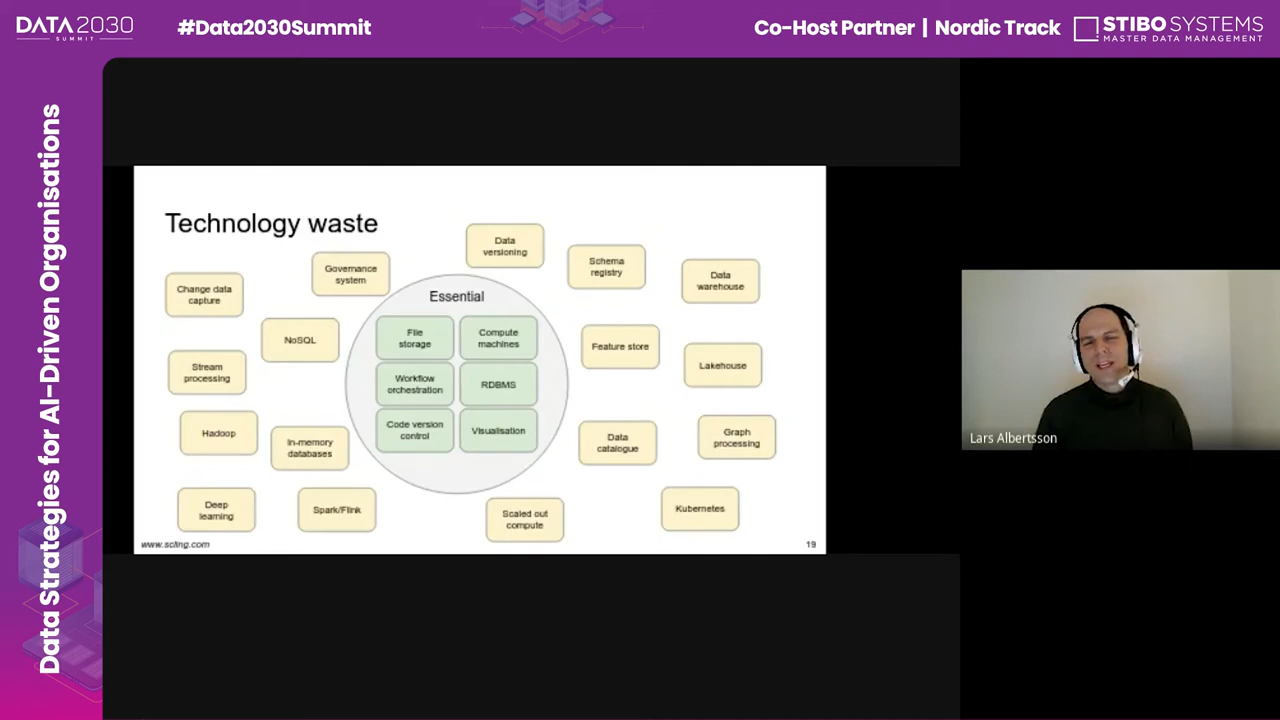 DATA2030
SUMMIT
#Data2030Summit
Co-Host Partner | Nordic Track
STIBO SYSTEMS
MASTER DATA MANAGEMENT
Data Strategies for AI-Driven Organisations
Technology waste
Data
versioning
Governance
system
Schema
registry
Data
warehouse
Change data
capture
Essential
NoSQL
File
storage
Compute
machines
Feature store
Lakehouse
Stream
processing
Workflow
orchestration
RDBMS
Hadoop
In-memory
databases
Code version
control
Visualisation
Data
catalogue
Graph
processing
Deep
learning
Spark/Flink
Scaled out
compute
Kubernetes
www.scling.com
19
Lars Albertsson